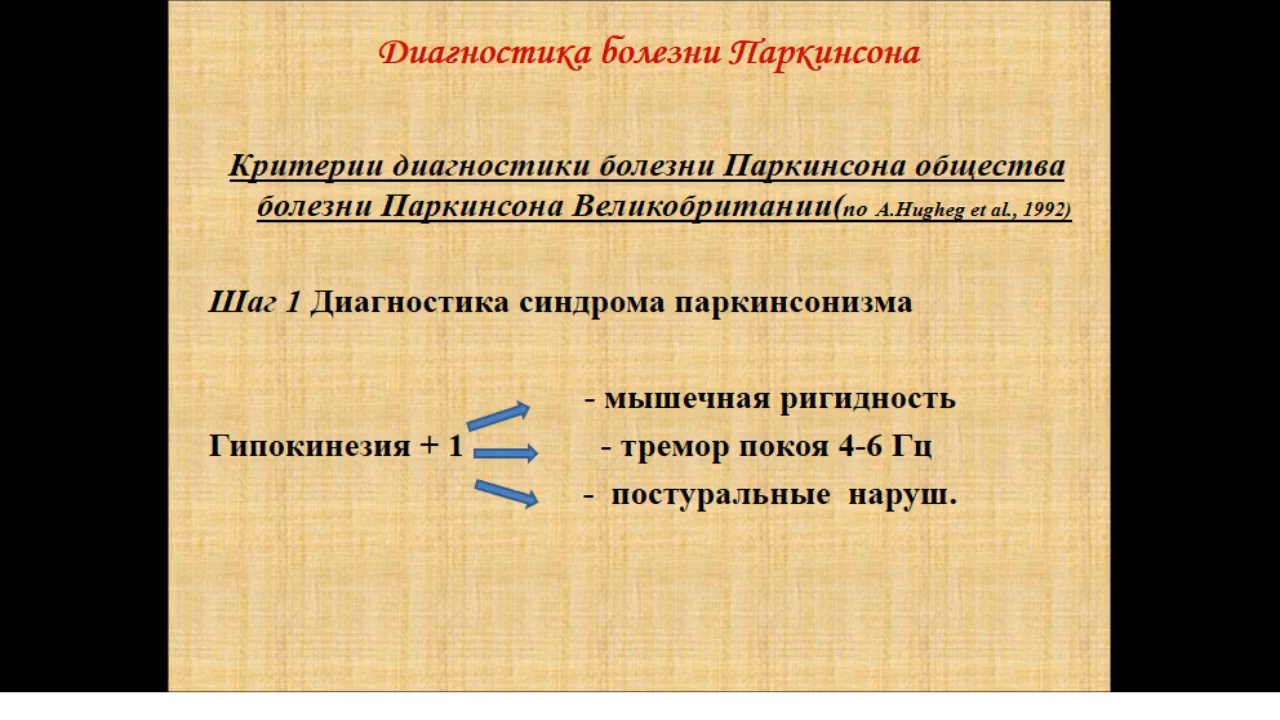 Диагностика болезни Паркинсона
Критерии диагностики болезни Паркинсона общества
болезни Паркинсона Великобритании(по A.Hugheg et al., 1992)
Шаг 1 Диагностика синдрома паркинсонизма
- мышечная ригидность
Гипокинезия + 1 - тремор покоя 4-6 Гц
- постуральные наруш.